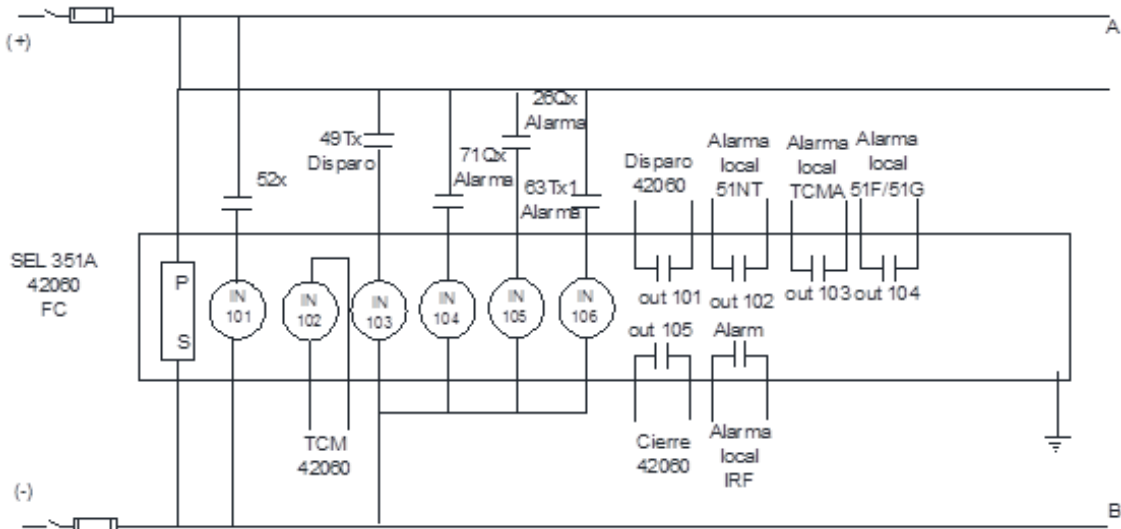 (+)
A
26Qx
Alarma
49Tx
Disparo
71Qx
Alarma
52x
63Tx1
Alarma
Disparo
42060
Alarma
local
51NT
Alarma
local
TCMA
Alarma
local
51F/51G
SEL 351A
42060
FC
P
S
IN
101
IN
102
IN
103
IN
104
IN
105
IN
106
out 101
out 102
out 103
out 104
out 105
Alarm
TCM
42060
Cierre
42060
Alarma
local
IRF
(-)
B